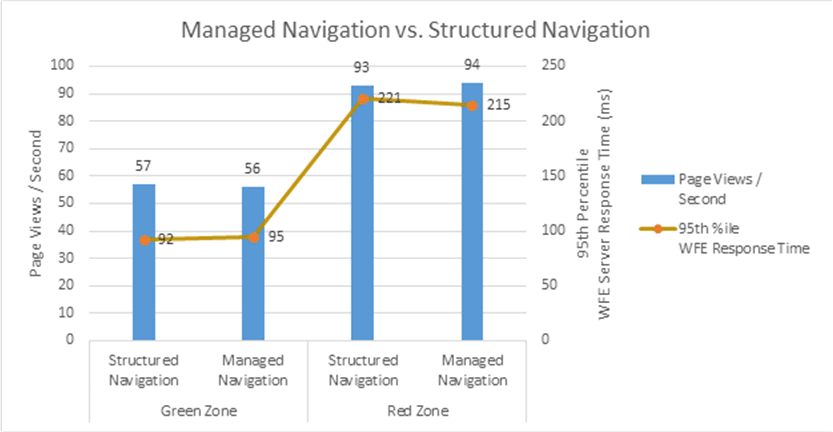 Managed Navigation vs. Structured Navigation
100
90
80
70
60
50
40
30
20
10
0
Page Views / Second
57
56
93
94
92
95
221
215
250
200
150
100
50
0
95th Percentile
WFE Server Response Time (ms)
Structured
Navigation
Managed
Navigation
Structured
Navigation
Managed
Navigation
Green Zone
Red Zone
Page Views /
Second
95th %ile
WFE Response Time